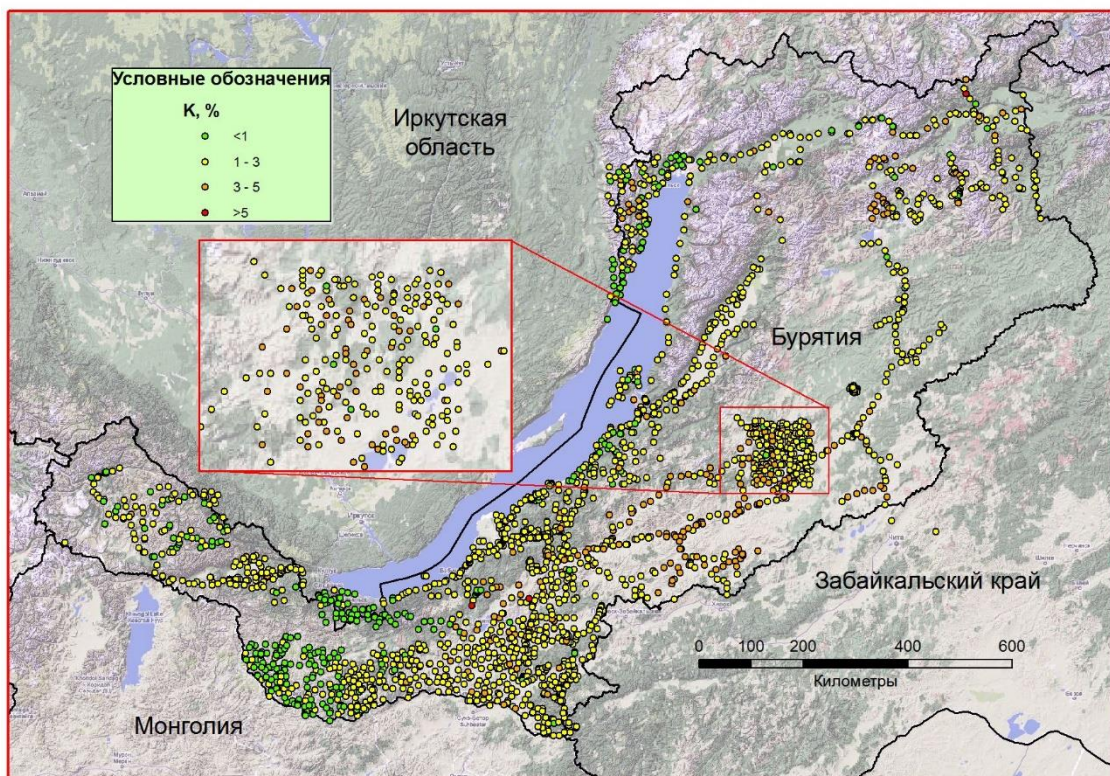 Условные обозначения
K, %
<1
1 - 3
3 - 5
>5
Иркутская
область
Бурятия
Забайкальский край
0 100 200
400
600
Километры
Монголия